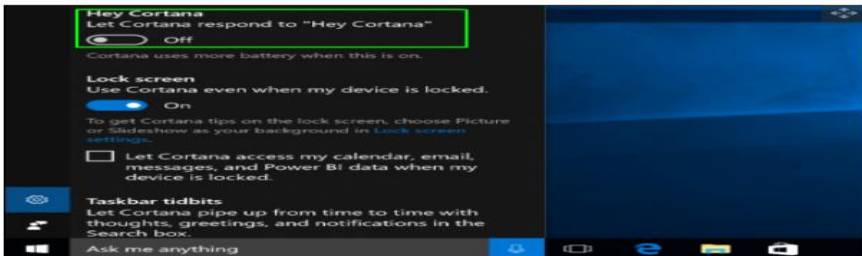 Hey Cortana
Let Cortana respond to "Hey Cortana"
Off
Cortana uses more battery when this is on.
Lock screen
Use Cortana even when my device is locked.
On
To get Cortana tips on the lock screen, choose Picture
or Slideshow as your background in Lock screen
settings.
Let Cortana access my calendar, email,
messages, and Power BI data when my
device is locked.
Taskbar tidbits
Let Cortana pipe up from time to time with
thoughts, greetings, and notifications in the
Search box.
Ask me anything